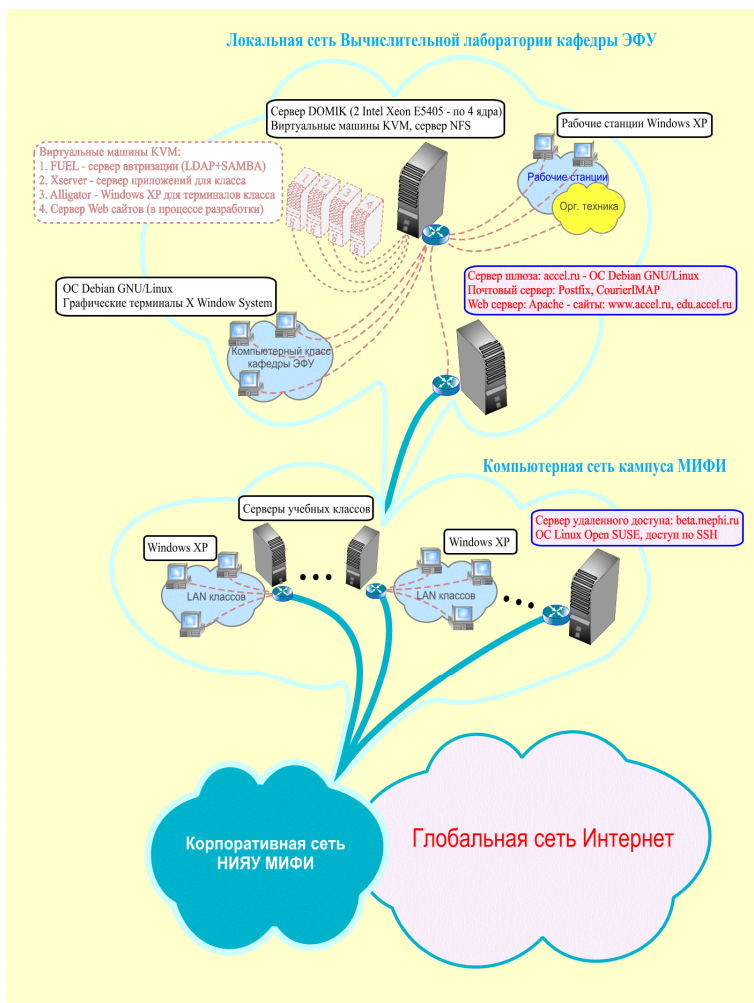 Локальная сеть Вычислительной лаборатории кафедры ЭФУ
Сервер DOMIK (2 Intel Xeon E5405 - по 4 ядра)
Виртуальные машины KVM, сервер NFS
Рабочие станции Windows XP
Виртуальные машины KVM:
1. FUEL - сервер автризации (LDAP+SAMBA)
2. Xserver - сервер приложений для класса
3. Alligator - Windows XP для терминалов класса
4. Сервер Web сайтов (в процессе разработки)
1
2
3
4
Рабочие станции
Орг. техника
ОС Debian GNU/Linux
Графические терминалы X Window System
Сервер шлюза: accel.ru - ОС Debian GNU/Linux
Почтовый сервер: Postfix, CourierIMAP
Web сервер: Apache - сайты: www.accel.ru, edu.accel.ru
Компьютерный класс
кафедры ЭФУ
Компьютерная сеть кампуса МИФИ
Серверы учебных классов
Сервер удаленного доступа: beta.mephi.ru
ОС Linux Open SUSE, доступ по SSH
Windows XP
Windows XP
LAN классов
LAN классов
Корпоративная сеть
НИЯУ МИФИ
Глобальная сеть Интернет